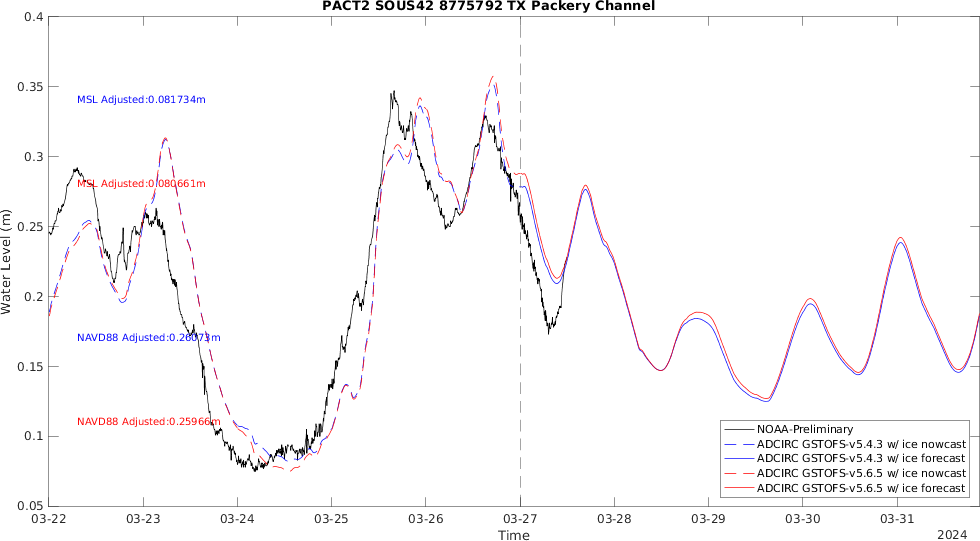 PACT2 SOUS42 8775792 TX Packery Channel
0.4
0.35
0.3
0.25
0.2
0.15
0.1
0.05
Water Level (m)
MSL Adjusted:0.081734m
MSL Adjusted:0.080661m
NAVD88 Adjusted:0.26073m
NAVD88 Adjusted:0.25966m
NOAA-Preliminary
ADCIRC GSTOFS-v5.4.3 w/ ice nowcast
ADCIRC GSTOFS-v5.4.3 w/ ice forecast
ADCIRC GSTOFS-v5.6.5 w/ ice nowcast
ADCIRC GSTOFS-v5.6.5 w/ ice forecast
03-22 03-23 03-24 03-25 03-26 03-27 03-28 03-29 03-30 03-31
Time
2024